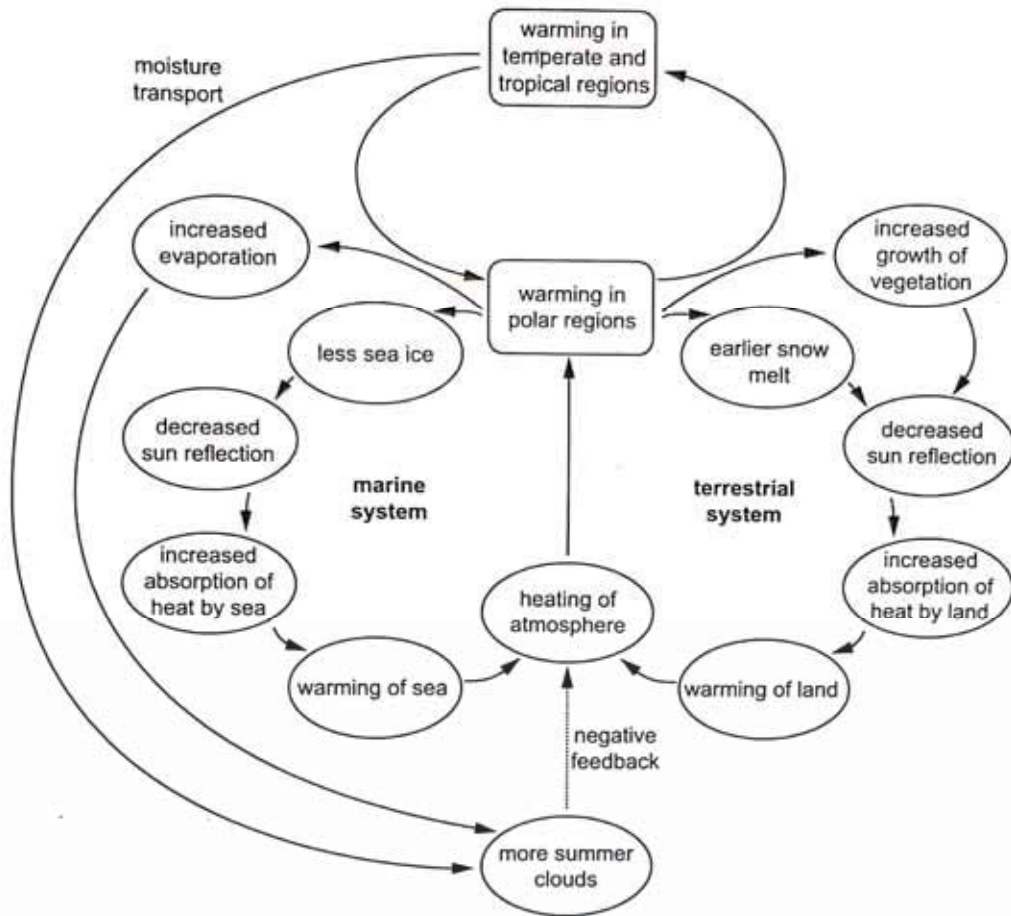 warming in
temperate and
tropical regions
moisture
transport
increased
evaporation
increased
growth of
vegetation
warming in
polar regions
less sea ice
earlier snow
melt
decreased
sun reflection
decreased
sun reflection
marine
system
terrestrial
system
increased
absorption of
heat by sea
heating of
atmosphere
increased
absorption of
heat by land
warming of sea
warming of land
negative
feedback
more summer
clouds